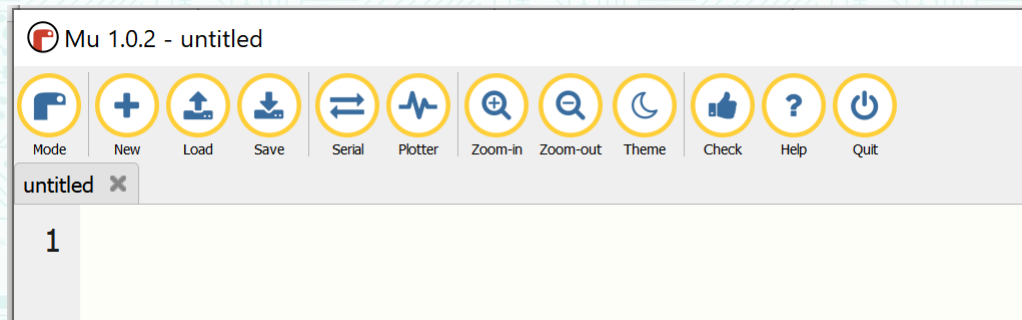 Mu 1.0.2 - untitled
Mode New Load Save Serial Plotter Zoom-in Zoom-out Theme Check Help Quit
untitled
1